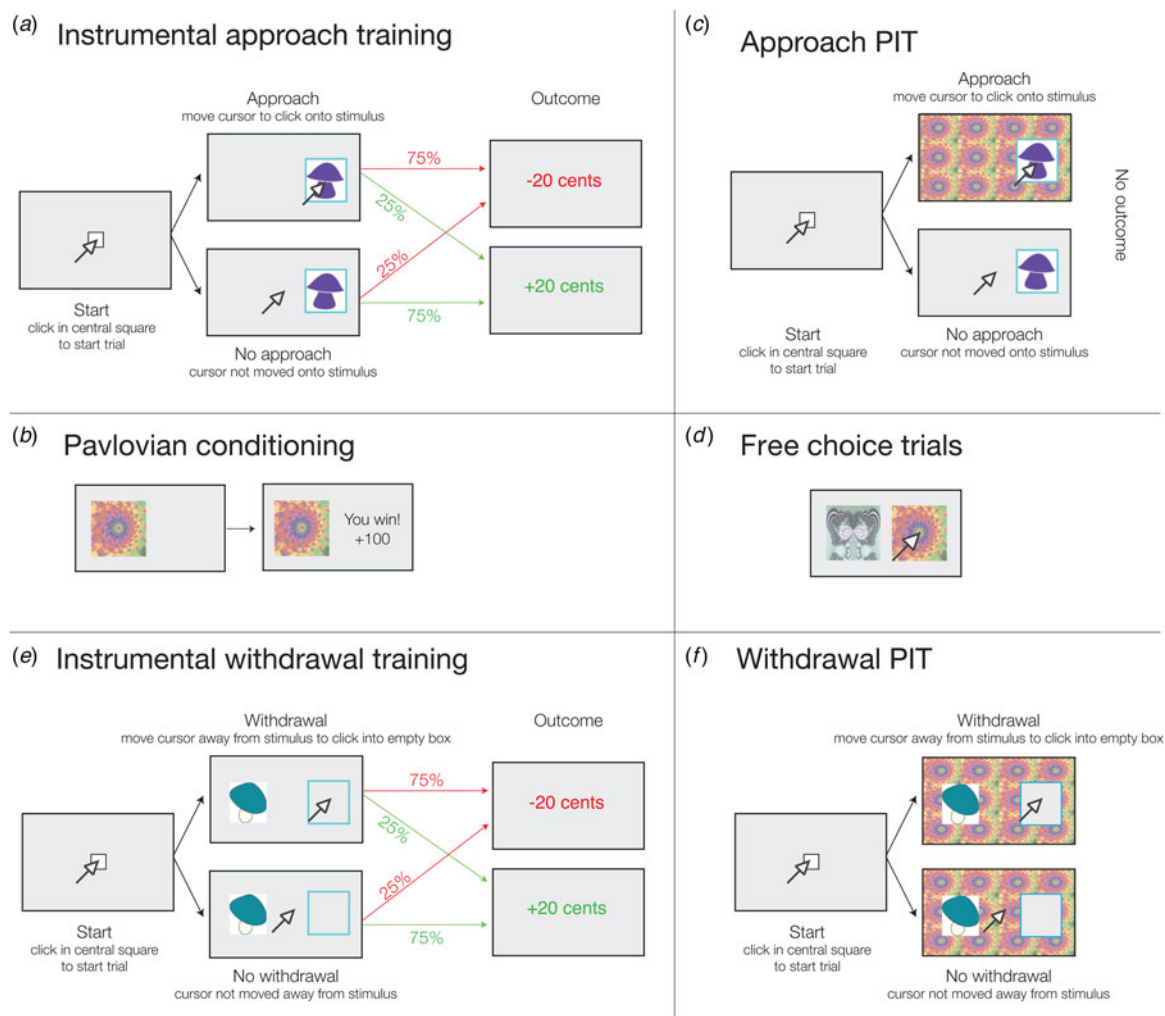 (a) Instrumental approach training
Approach
move cursor to click onto stimulus
Outcome
75%
25%
-20 cents
25%
75%
+20 cents
Start
click in central square
to start trial
No approach
cursor not moved onto stimulus
(c) Approach PIT
Approach
move cursor to click onto stimulus
No outcome
Start
click in central square
to start trial
No approach
cursor not moved onto stimulus
(b) Pavlovian conditioning
You win!
+100
(d) Free choice trials
(e) Instrumental withdrawal training
Withdrawal
move cursor away from stimulus to click into empty box
Outcome
75%
25%
-20 cents
25%
75%
+20 cents
Start
click in central square
to start trial
No withdrawal
cursor not moved away from stimulus
(f) Withdrawal PIT
Withdrawal
move cursor away from stimulus to click into empty box
Start
click in central square
to start trial
No withdrawal
cursor not moved away from stimulus